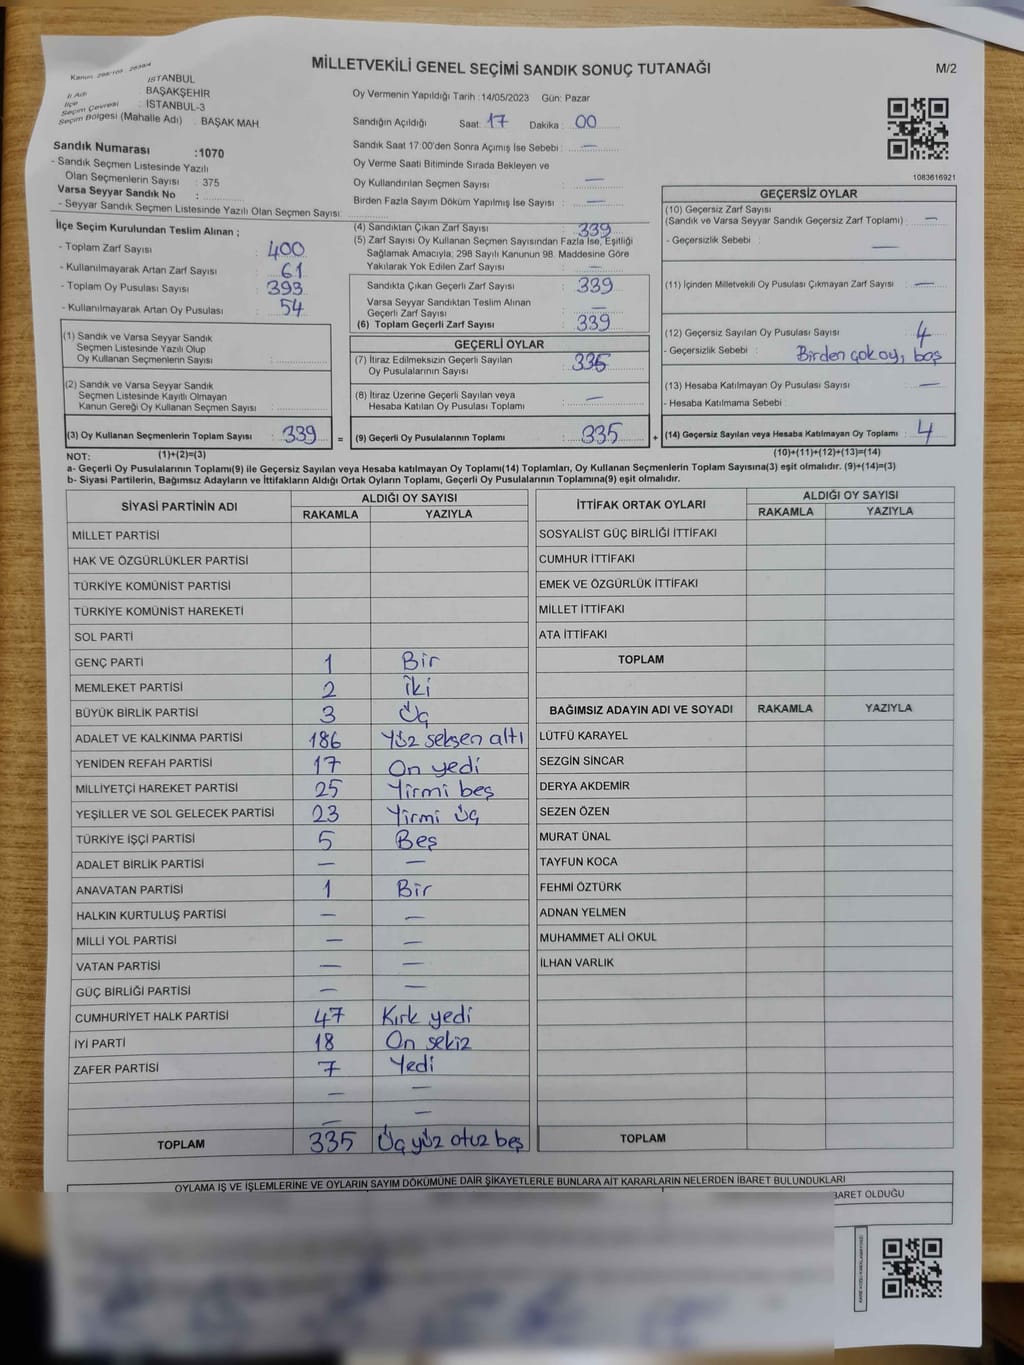 MİLLETVEKİLİ GENEL SEÇİMİ SANDIK SONUÇ TUTANAĞI
M/2
İl Adı : İSTANBUL
İlçe : BAŞAKŞEHİR
Seçim Çevresi : İSTANBUL-3
Seçim Bölgesi (Mahalle Adı) : BAŞAK MAH
Oy Vermenin Yapıldığı Tarih :14/05/2023 Gün: Pazar
Sandığın Açıldığı Saat: 17 Dakika : 00
Sandık Saat 17:00'den Sonra Açımış İse Sebebi : —
Oy Verme Saati Bitiminde Sırada Bekleyen ve
Oy Kullandırılan Seçmen Sayısı : —
Birden Fazla Sayım Döküm Yapılmış İse Sayısı : —
1083616921
Sandık Numarası :1070
- Sandık Seçmen Listesinde Yazılı
Olan Seçmenlerin Sayısı : 375
Varsa Seyyar Sandık No :
- Seyyar Sandık Seçmen Listesinde Yazılı Olan Seçmen Sayısı:
İlçe Seçim Kurulundan Teslim Alınan ;
- Toplam Zarf Sayısı : 400
- Kullanılmayarak Artan Zarf Sayısı : 61
- Toplam Oy Pusulası Sayısı : 393
- Kullanılmayarak Artan Oy Pusulası : 54
(1) Sandık ve Varsa Seyyar Sandık
Seçmen Listesinde Yazılı Olup
Oy Kullanan Seçmenlerin Sayısı :
(2) Sandık ve Varsa Seyyar Sandık
Seçmen Listesinde Kayıtlı Olmayan
Kanun Gereği Oy Kullanan Seçmen Sayısı :
(3) Oy Kullanan Seçmenlerin Toplam Sayısı : 339 =
(4) Sandıktan Çıkan Zarf Sayısı : 339
(5) Zarf Sayısı Oy Kullanan Seçmen Sayısından Fazla İse, Eşitliği
Sağlamak Amacıyla; 298 Sayılı Kanunun 98. Maddesine Göre
Yakılarak Yok Edilen Zarf Sayısı : —
Sandıkta Çıkan Geçerli Zarf Sayısı : 339
Varsa Seyyar Sandıktan Teslim Alınan
Geçerli Zarf Sayısı : —
(6) Toplam Geçerli Zarf Sayısı : 339
GEÇERLİ OYLAR
(7) İtiraz Edilmeksizin Geçerli Sayılan
Oy Pusulalarının Sayısı : 335
(8) İtiraz Üzerine Geçerli Sayılan veya
Hesaba Katılan Oy Pusulası Toplamı : —
(9) Geçerli Oy Pusulalarının Toplamı : 335 +
GEÇERSİZ OYLAR
(10) Geçersiz Zarf Sayısı
(Sandık ve Varsa Seyyar Sandık Geçersiz Zarf Toplamı) : —
- Geçersizlik Sebebi : —
(11) İçinden Milletvekili Oy Pusulası Çıkmayan Zarf Sayısı : —
(12) Geçersiz Sayılan Oy Pusulası Sayısı : 4
- Geçersizlik Sebebi : Birden çok oy, boş
(13) Hesaba Katılmayan Oy Pusulası Sayısı : —
- Hesaba Katılmama Sebebi :
(14) Geçersiz Sayılan veya Hesaba Katılmayan Oy Toplamı : 4
NOT: (1)+(2)=(3) (10)+(11)+(12)+(13)=(14)
a- Geçerli Oy Pusulalarının Toplamı(9) ile Geçersiz Sayılan veya Hesaba katılmayan Oy Toplamı(14) Toplamları, Oy Kullanan Seçmenlerin Toplam Sayısına(3) eşit olmalıdır. (9)+(14)=(3)
b- Siyasi Partilerin, Bağımsız Adayların ve İttifakların Aldığı Ortak Oyların Toplamı, Geçerli Oy Pusulalarının Toplamına(9) eşit olmalıdır.
SİYASİ PARTİNİN ADI ALDIĞI OY SAYISI
RAKAMLA YAZIYLA
MİLLET PARTİSİ
HAK VE ÖZGÜRLÜKLER PARTİSİ
TÜRKİYE KOMÜNİST PARTİSİ
TÜRKİYE KOMÜNİST HAREKETİ
SOL PARTİ
GENÇ PARTİ 1 Bir
MEMLEKET PARTİSİ 2 İki
BÜYÜK BİRLİK PARTİSİ 3 Üç
ADALET VE KALKINMA PARTİSİ 186 Yüz seksen altı
YENİDEN REFAH PARTİSİ 17 On yedi
MİLLİYETÇİ HAREKET PARTİSİ 25 Yirmi beş
YEŞİLLER VE SOL GELECEK PARTİSİ 23 Yirmi üç
TÜRKİYE İŞÇİ PARTİSİ 5 Beş
ADALET BİRLİK PARTİSİ — —
ANAVATAN PARTİSİ 1 Bir
HALKIN KURTULUŞ PARTİSİ — —
MİLLİ YOL PARTİSİ — —
VATAN PARTİSİ — —
GÜÇ BİRLİĞİ PARTİSİ — —
CUMHURİYET HALK PARTİSİ 47 Kırk yedi
İYİ PARTİ 18 On sekiz
ZAFER PARTİSİ 7 Yedi
— —
— —
TOPLAM 335 Üç yüz otuz beş
İTTİFAK ORTAK OYLARI ALDIĞI OY SAYISI
RAKAMLA YAZIYLA
SOSYALİST GÜÇ BİRLİĞİ İTTİFAKI
CUMHUR İTTİFAKI
EMEK VE ÖZGÜRLÜK İTTİFAKI
MİLLET İTTİFAKI
ATA İTTİFAKI
TOPLAM
BAĞIMSIZ ADAYIN ADI VE SOYADI RAKAMLA YAZIYLA
LÜTFÜ KARAYEL
SEZGİN SİNCAR
DERYA AKDEMİR
SEZEN ÖZEN
MURAT ÜNAL
TAYFUN KOCA
FEHMİ ÖZTÜRK
ADNAN YELMEN
MUHAMMET ALİ OKUL
İLHAN VARLIK
TOPLAM
OYLAMA İŞ VE İŞLEMLERİNE VE OYLARIN SAYIM DÖKÜMÜNE DAİR ŞİKAYETLERLE BUNLARA AİT KARARLARIN NELERDEN İBARET BULUNDUKLARI
BARET OLDUĞU